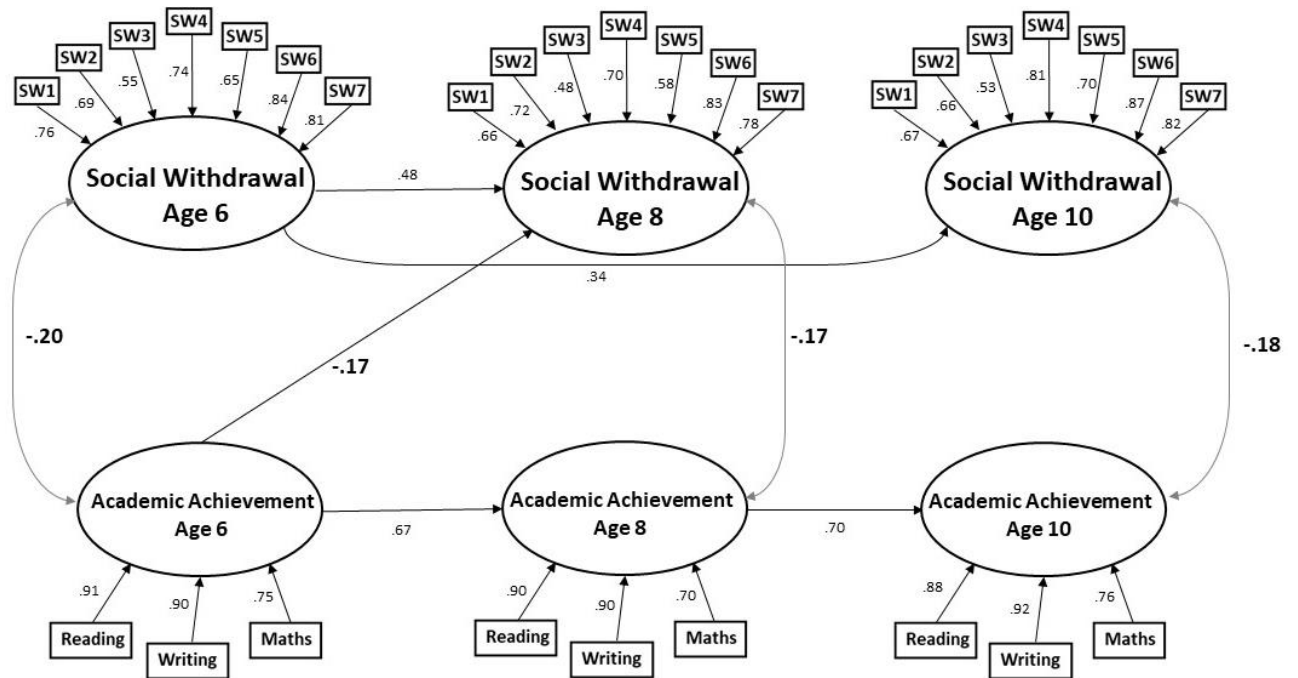 SW1
SW2
SW3
SW4
SW5
SW6
SW7
.76
.69
.55
.74
.65
.84
.81
Social Withdrawal
Age 6
SW1
SW2
SW3
SW4
SW5
SW6
SW7
.66
.72
.48
.70
.58
.83
.78
Social Withdrawal
Age 8
SW1
SW2
SW3
SW4
SW5
SW6
SW7
.67
.66
.53
.81
.70
.87
.82
Social Withdrawal
Age 10
.48
.34
-.20
-.17
-.17
-.18
Academic Achievement
Age 6
.67
Academic Achievement
Age 8
.70
Academic Achievement
Age 10
.91
.90
.75
Reading
Writing
Maths
.90
.90
.70
Reading
Writing
Maths
.88
.92
.76
Reading
Writing
Maths